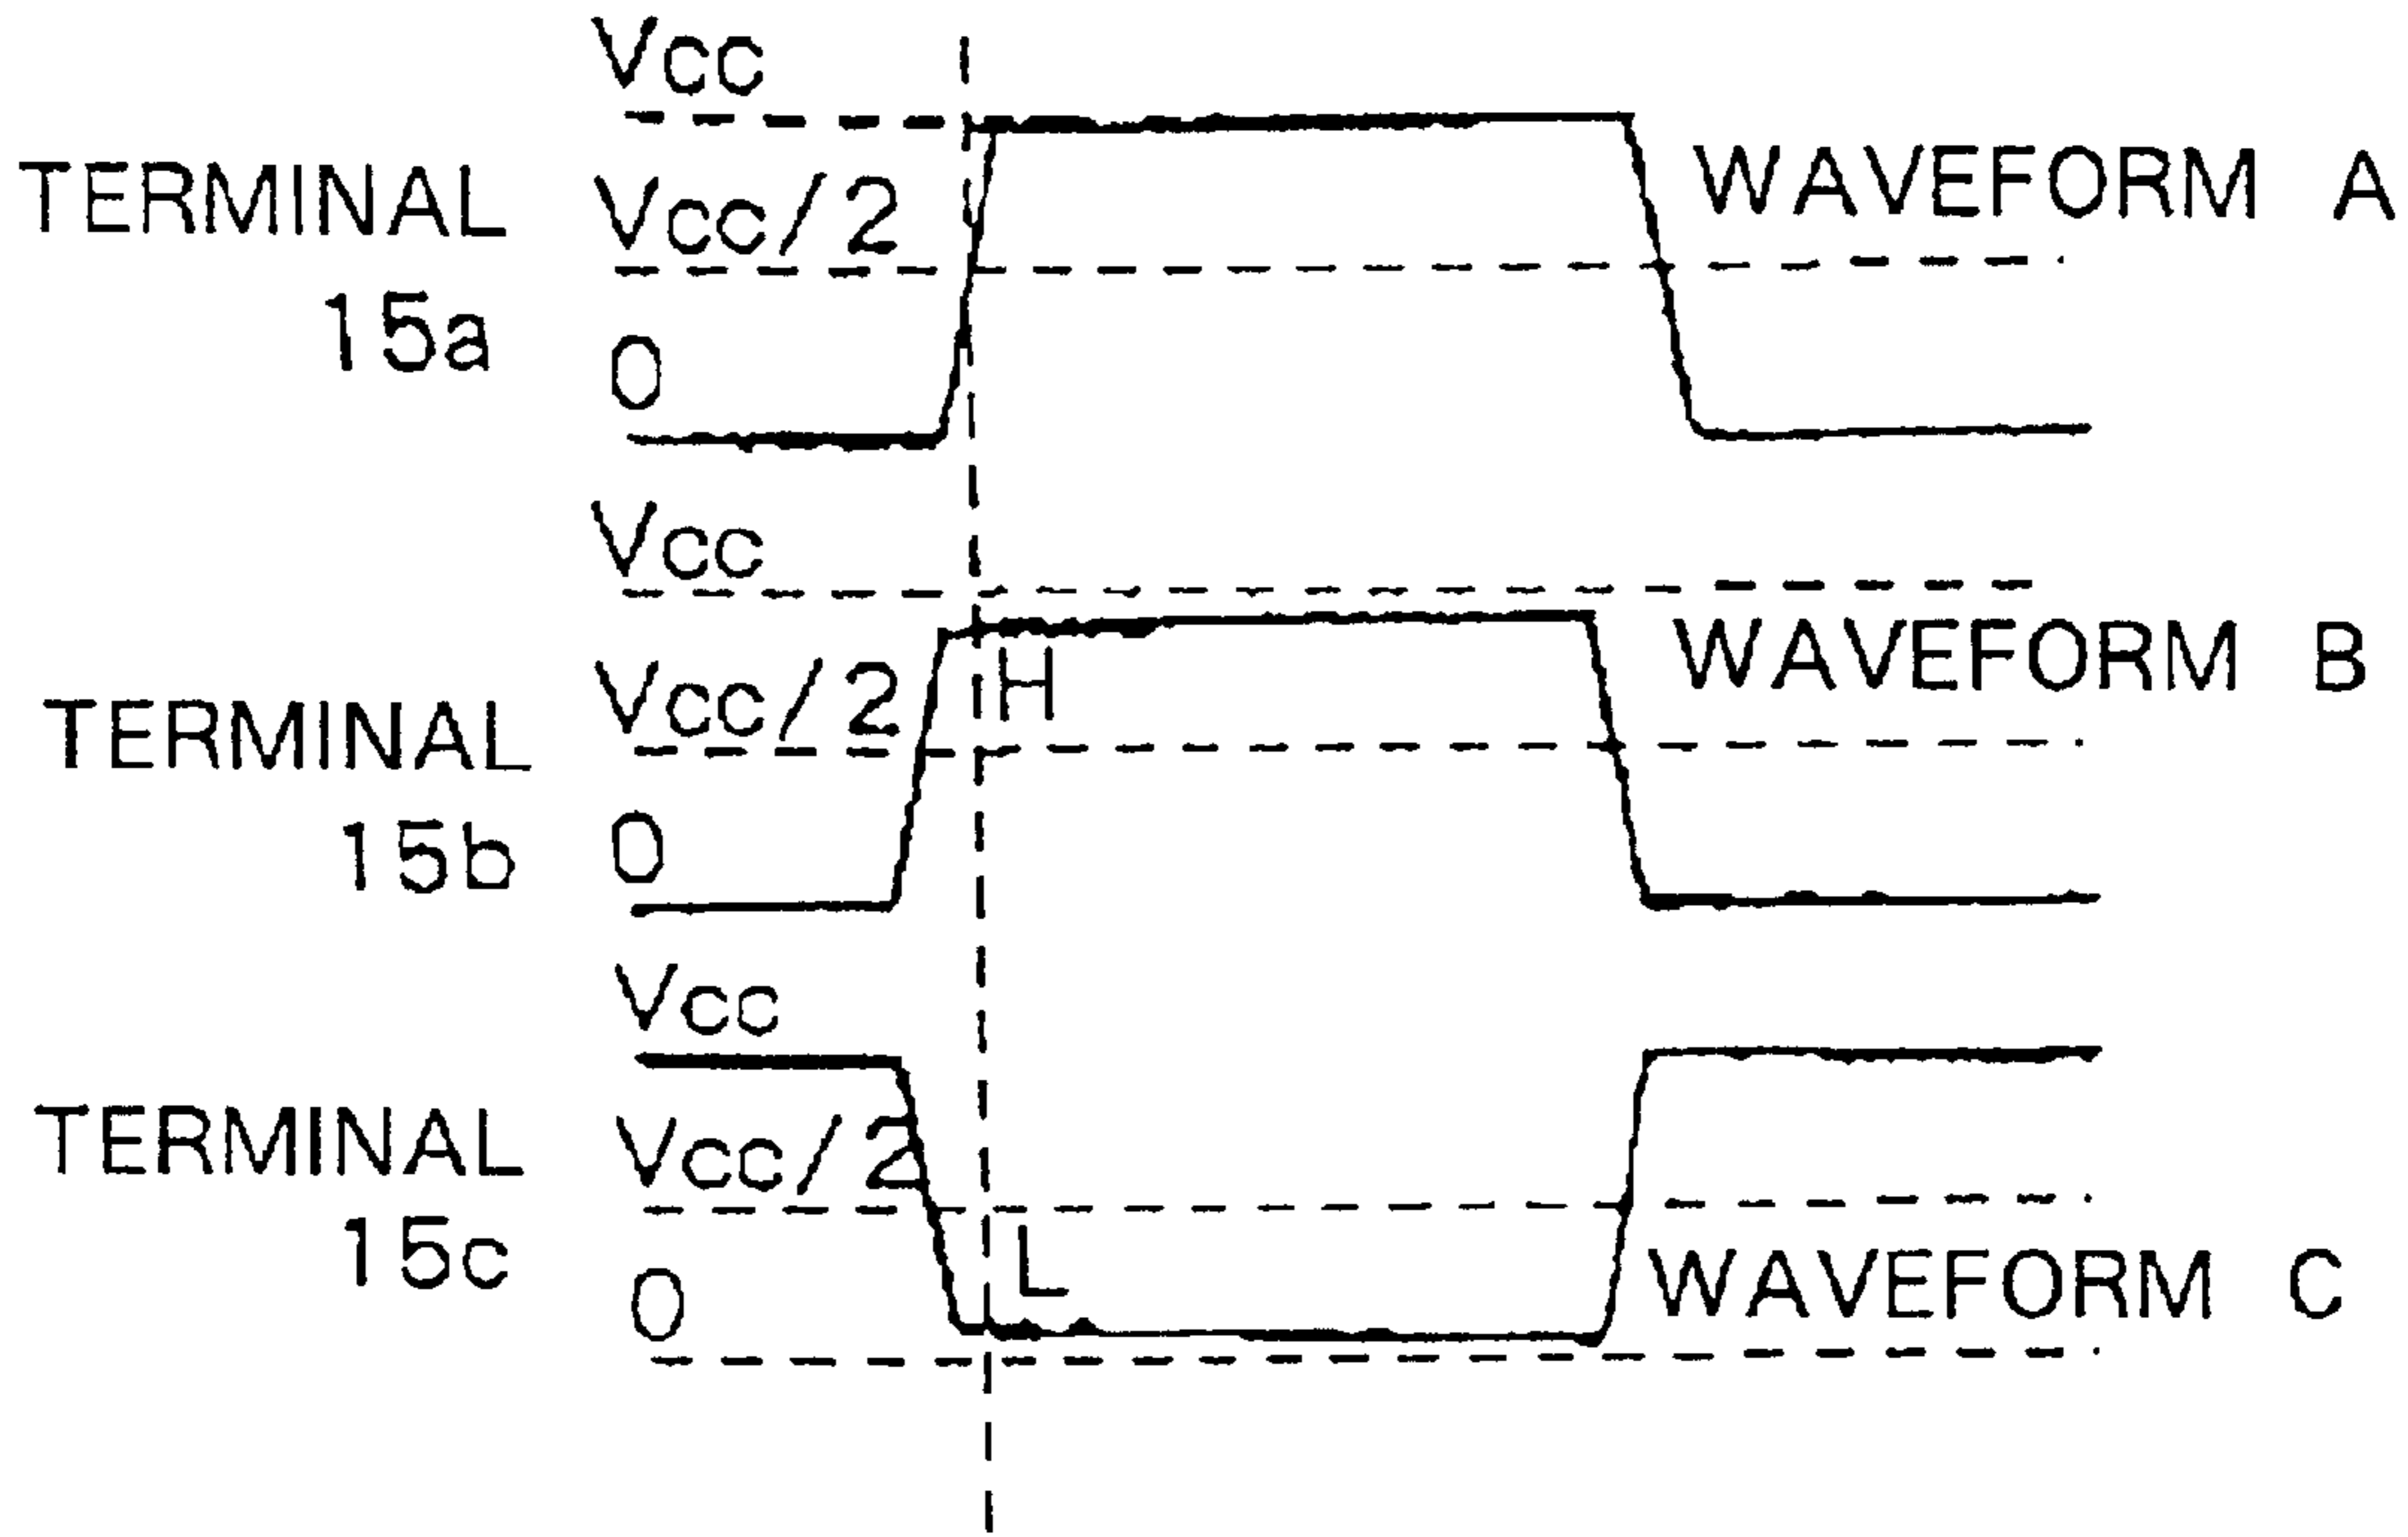 Vcc
TERMINAL Vcc/2 WAVEFORM A
15a 0
Vcc
WAVEFORM B
Vcc/2 H
TERMINAL
15b 0
Vcc
TERMINAL Vcc/2
15c 0 L WAVEFORM C